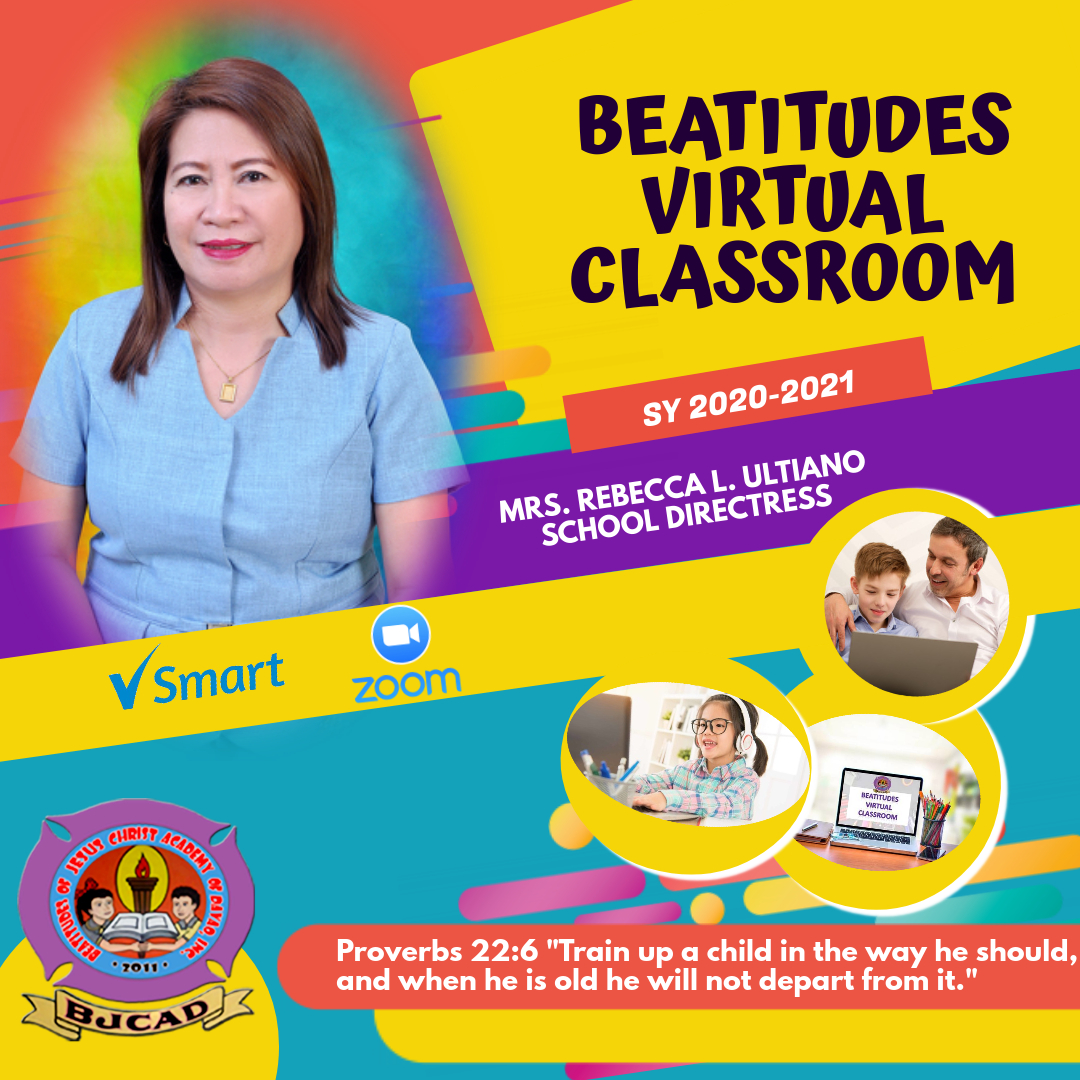 BEATITUDES
VIRTUAL
CLASSROOM
SY 2020-2021
MRS. REBECCA L. ULTIANO
SCHOOL DIRECTRESS
Smart
zoom
BEATITUDES
VIRTUAL
CLASSROOM
BEATITUDES OF JESUS CHRIST ACADEMY OF DAVAO, INC.
2011
BJCAD
Proverbs 22:6 "Train up a child in the way he should,
and when he is old he will not depart from it."